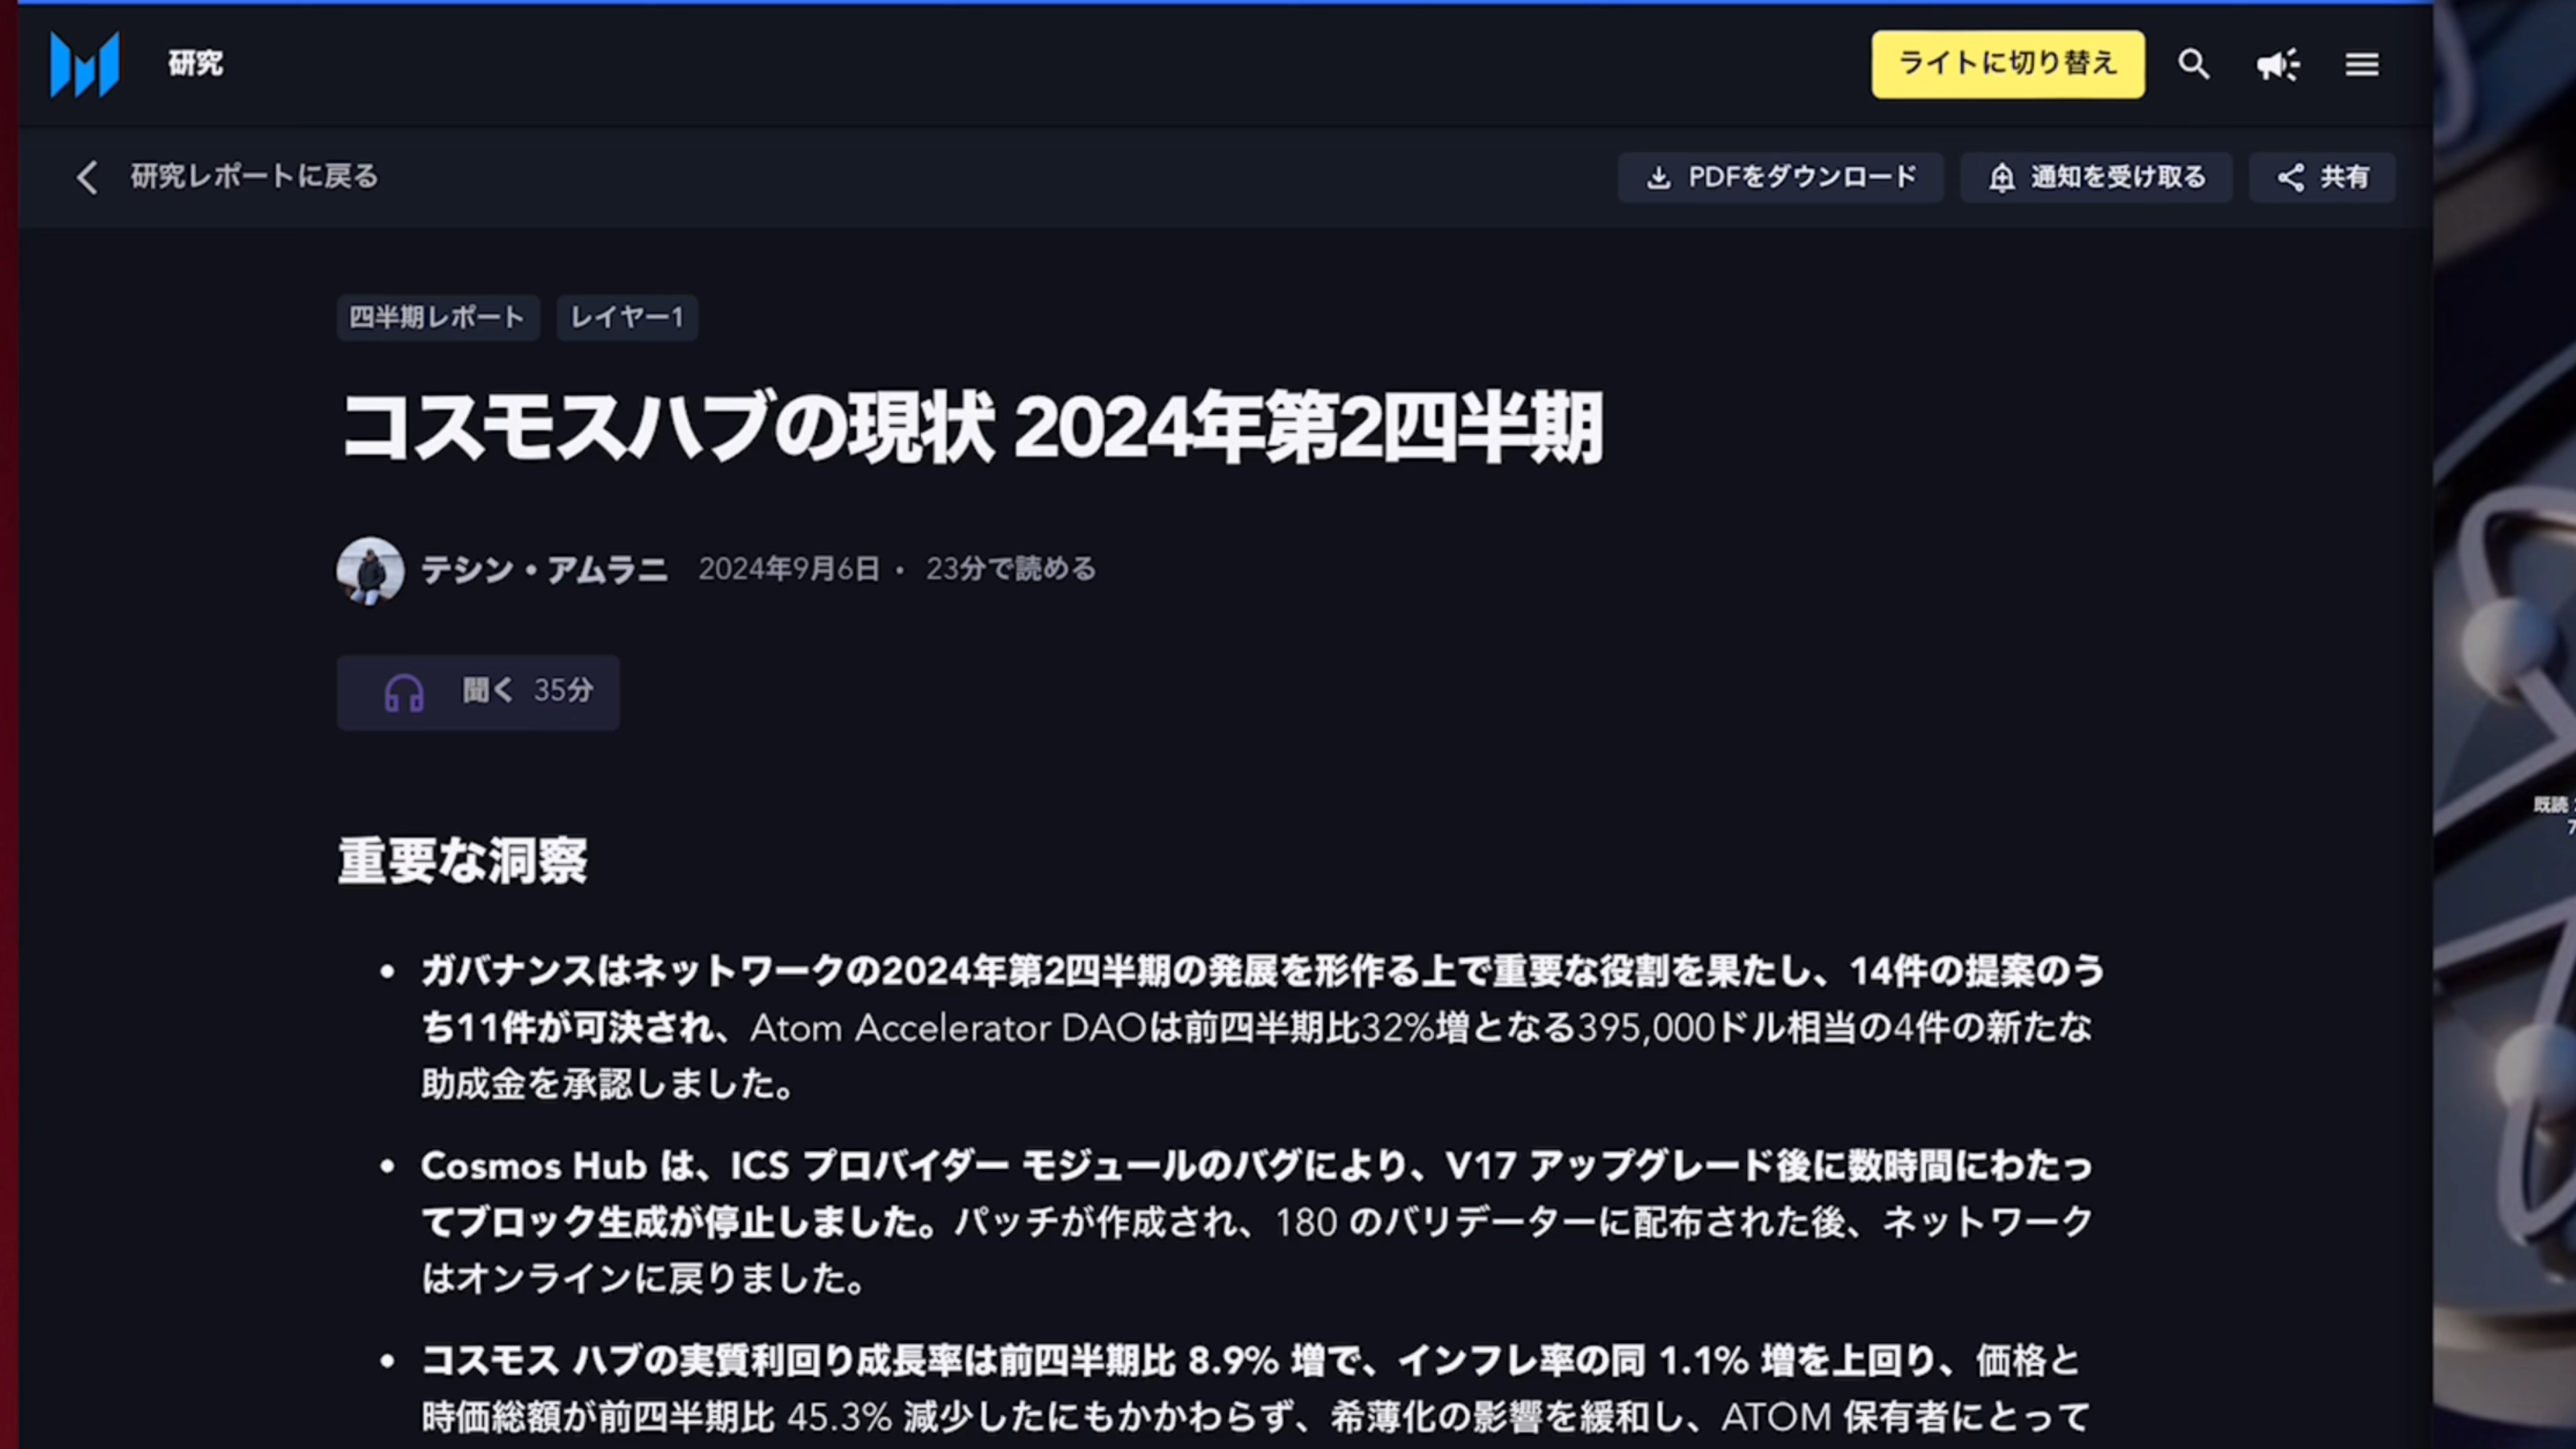 研究
ライトに切り替え
研究レポートに戻る
PDFをダウンロード
通知を受け取る
共有
四半期レポート
レイヤー1
コスモスハブの現状 2024年第2四半期
テシン・アムラニ 2024年9月6日 • 23分で読める
聞く 35分
重要な洞察
• ガバナンスはネットワークの2024年第2四半期の発展を形作る上で重要な役割を果たし、14件の提案のう
ち11件が可決され、Atom Accelerator DAOは前四半期比32%増となる395,000ドル相当の4件の新たな
助成金を承認しました。
• Cosmos Hub は、ICS プロバイダー モジュールのバグにより、V17 アップグレード後に数時間にわたっ
てブロック生成が停止しました。パッチが作成され、180 のバリデーターに配布された後、ネットワーク
はオンラインに戻りました。
• コスモス ハブの実質利回り成長率は前四半期比 8.9% 増で、インフレ率の同 1.1% 増を上回り、価格と
時価総額が前四半期比 45.3% 減少したにもかかわらず、希薄化の影響を緩和し、ATOM 保有者にとって
既読